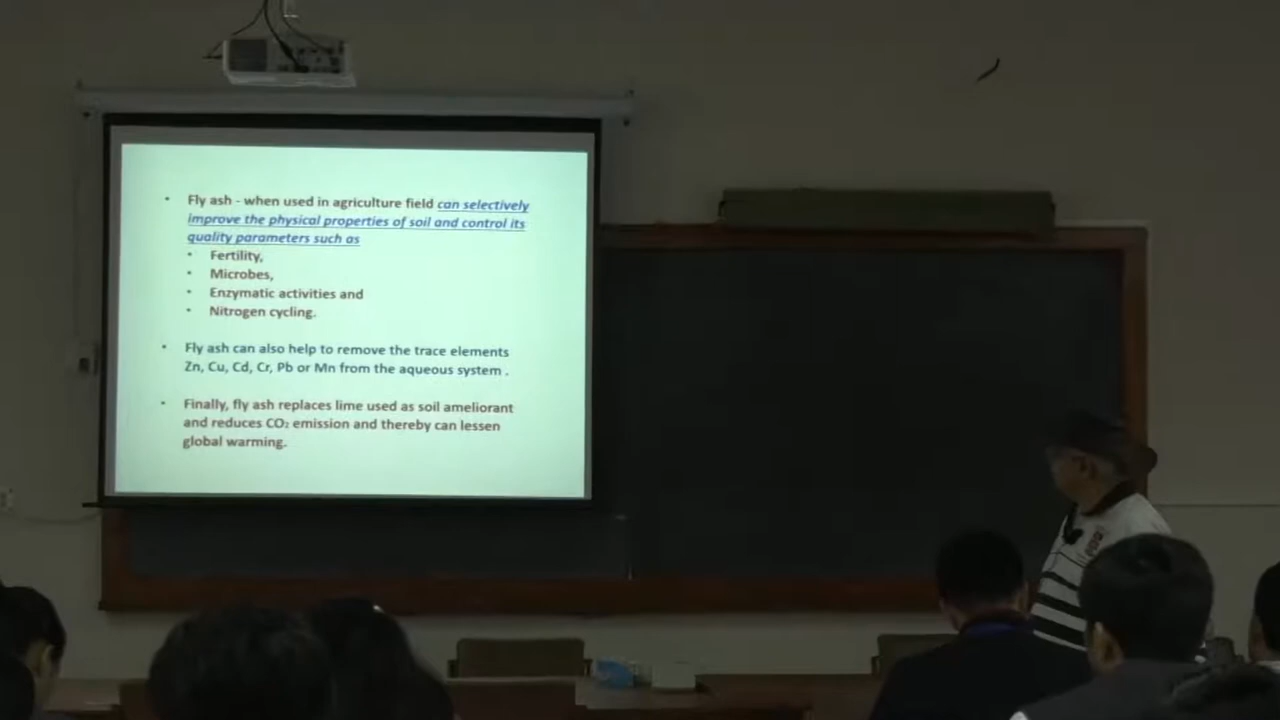 • Fly ash - when used in agriculture field can selectively
improve the physical properties of soil and control its
quality parameters such as
• Fertility,
• Microbes,
• Enzymatic activities and
• Nitrogen cycling.
• Fly ash can also help to remove the trace elements
Zn, Cu, Cd, Cr, Pb or Mn from the aqueous system .
• Finally, fly ash replaces lime used as soil ameliorant
and reduces CO₂ emission and thereby can lessen
global warming.